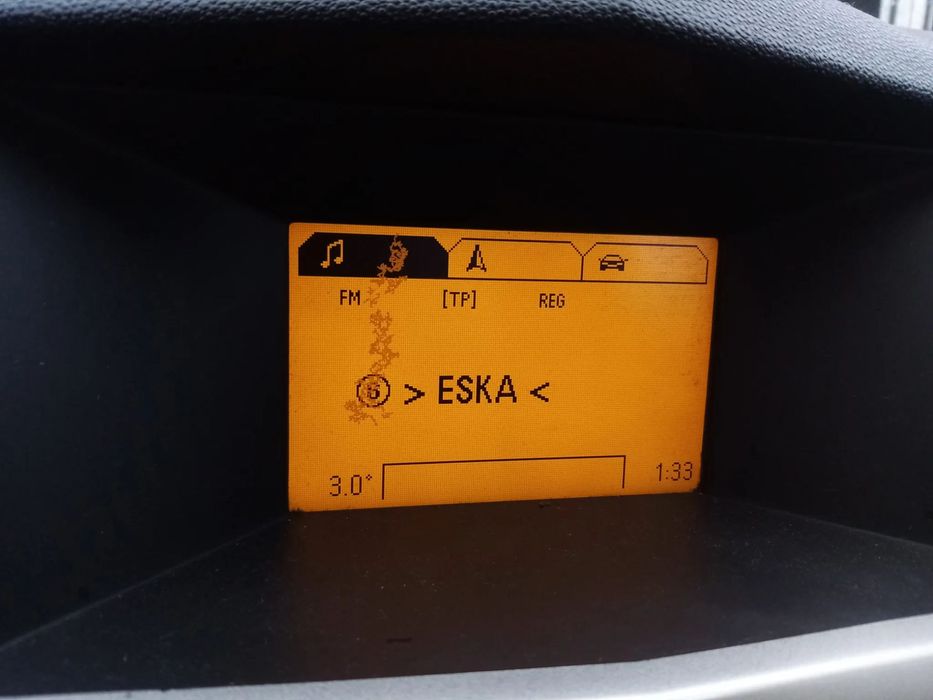 FM [TP] REG
6 > ESKA <
3.0° 1:33